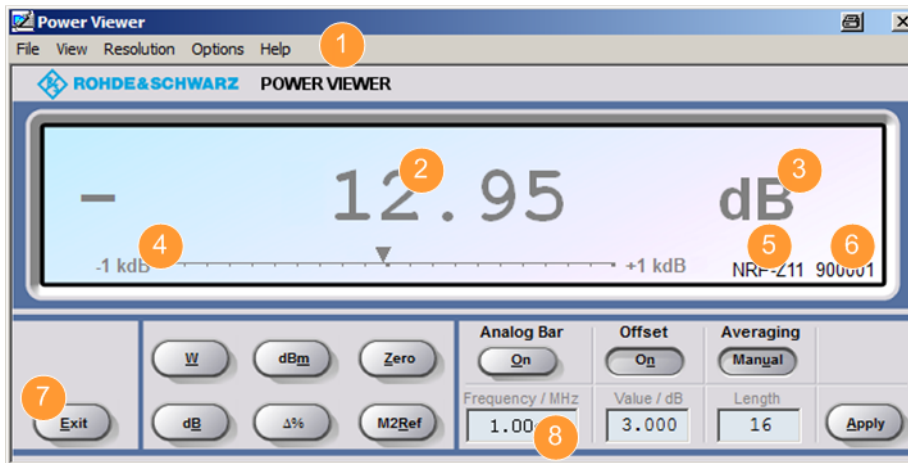 Power Viewer
File View Resolution Options Help
1
ROHDE&SCHWARZ POWER VIEWER
- 12.95 dB
2
3
4
5
6
-1 kdB +1 kdB
NRP-Z11 900001
Analog Bar Offset Averaging
W dBm Zero On On Manual
7
Frequency / MHz Value / dB Length
Exit dB Δ% M2Ref 3.000 16 Apply
8